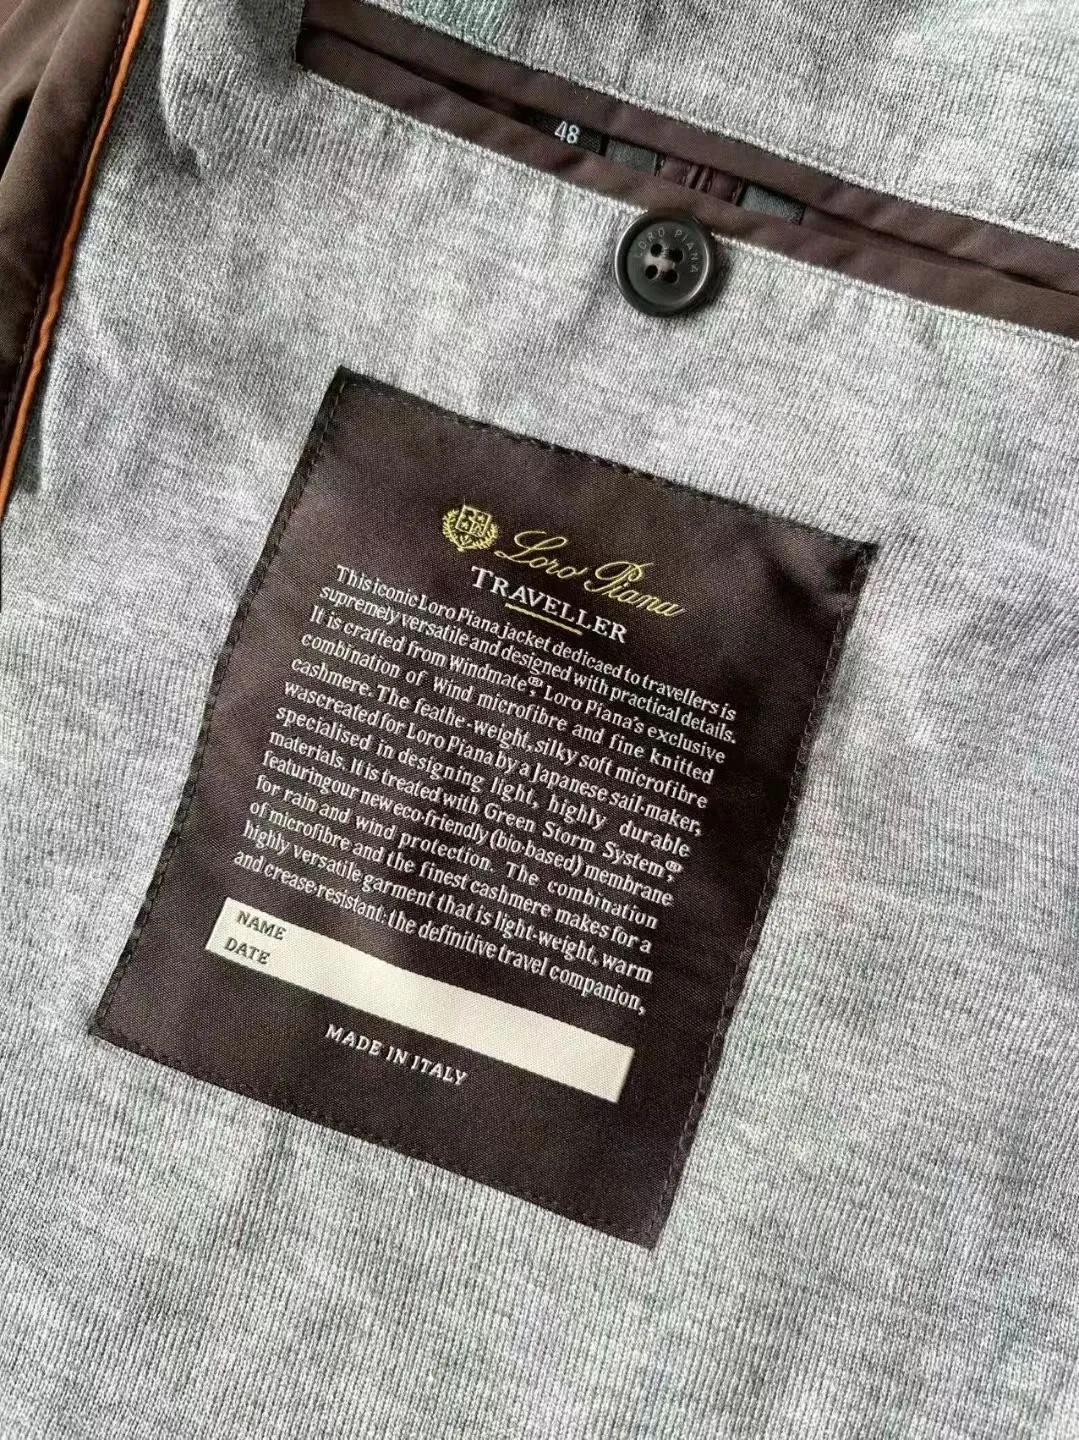 48
LORO PIANA
Loro Piana
TRAVELLER
This iconic Loro Piana jacket dedicaed to travellers is
supremely versatile and designed with practical details.
It is crafted from Windmate®, Loro Piana's exclusive
combination of wind microfibre and fine knitted
cashmere. The feathe-weight, silky soft microfibre
wascreated for Loro Piana by a Japanese sail-maker,
specialised in designing light, highly durable
materials. It is treated with Green Storm System®,
featuring our new eco-friendly (bio-based) membrane
for rain and wind protection. The combination
of microfibre and the finest cashmere makes for a
highly versatile garment that is light-weight, warm
and crease-resistant: the definitive travel companion,
NAME
DATE
MADE IN ITALY